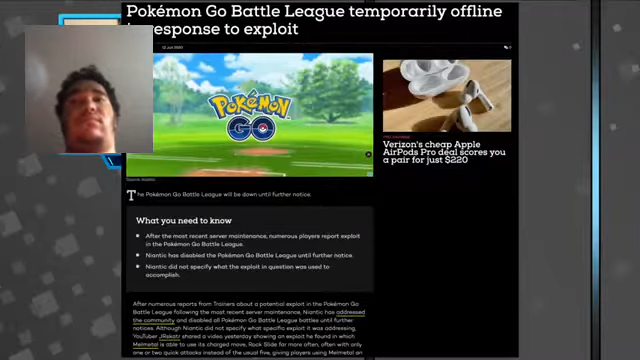 Pokémon Go Battle League temporarily offline
response to exploit
POKÉMON
GO
PRO ON PRIME
Verizon's cheap Apple
AirPods Pro deal scores you
a pair for just $220
The Pokémon Go Battle League will be down until further notice.
What you need to know
After the most recent server maintenance, numerous players report exploit
in the Pokémon Go Battle League.
Niantic has disabled the Pokémon Go Battle League until further notice.
Niantic did not specify what the exploit in question was used to
accomplish.
After numerous reports from Trainers about a potential exploit in the Pokémon Go
Battle League following the most recent server maintenance, Niantic has addressed
the community and disabled all Pokémon Go Battle League battles until further
notices. Although Niantic did not specify what specific exploit it was addressing,
YouTuber JReskatr shared a video yesterday showing an exploit he found in which
Melmetal is able to use its charged move, Rock Slide far more often, often with only
one or two quick attacks instead of the usual five, giving players using Melmetal an